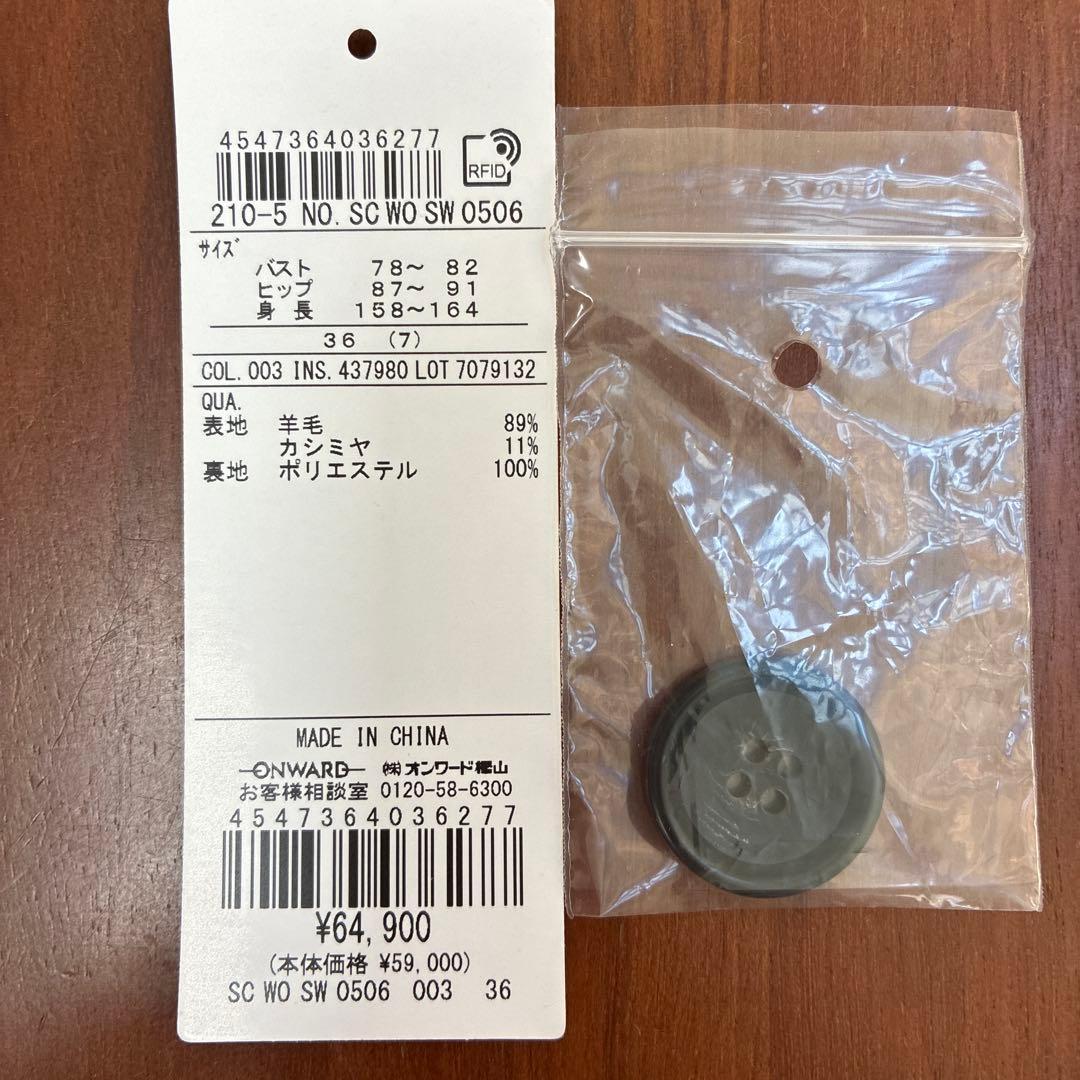 4547364036277
RFID
210-5 NO. SC WO SW 0506
サイズ
バスト 78～ 82
ヒップ 87～ 91
身長 158～164
36 (7)
COL. 003 INS. 437980 LOT 7079132
QUA.
表地 羊毛 89%
カシミヤ 11%
裏地 ポリエステル 100%
MADE IN CHINA
ONWARD ㈱オンワード樫山
お客様相談室 0120-58-6300
4547364036277
¥64,900
(本体価格 ¥59,000)
SC WO SW 0506 003 36